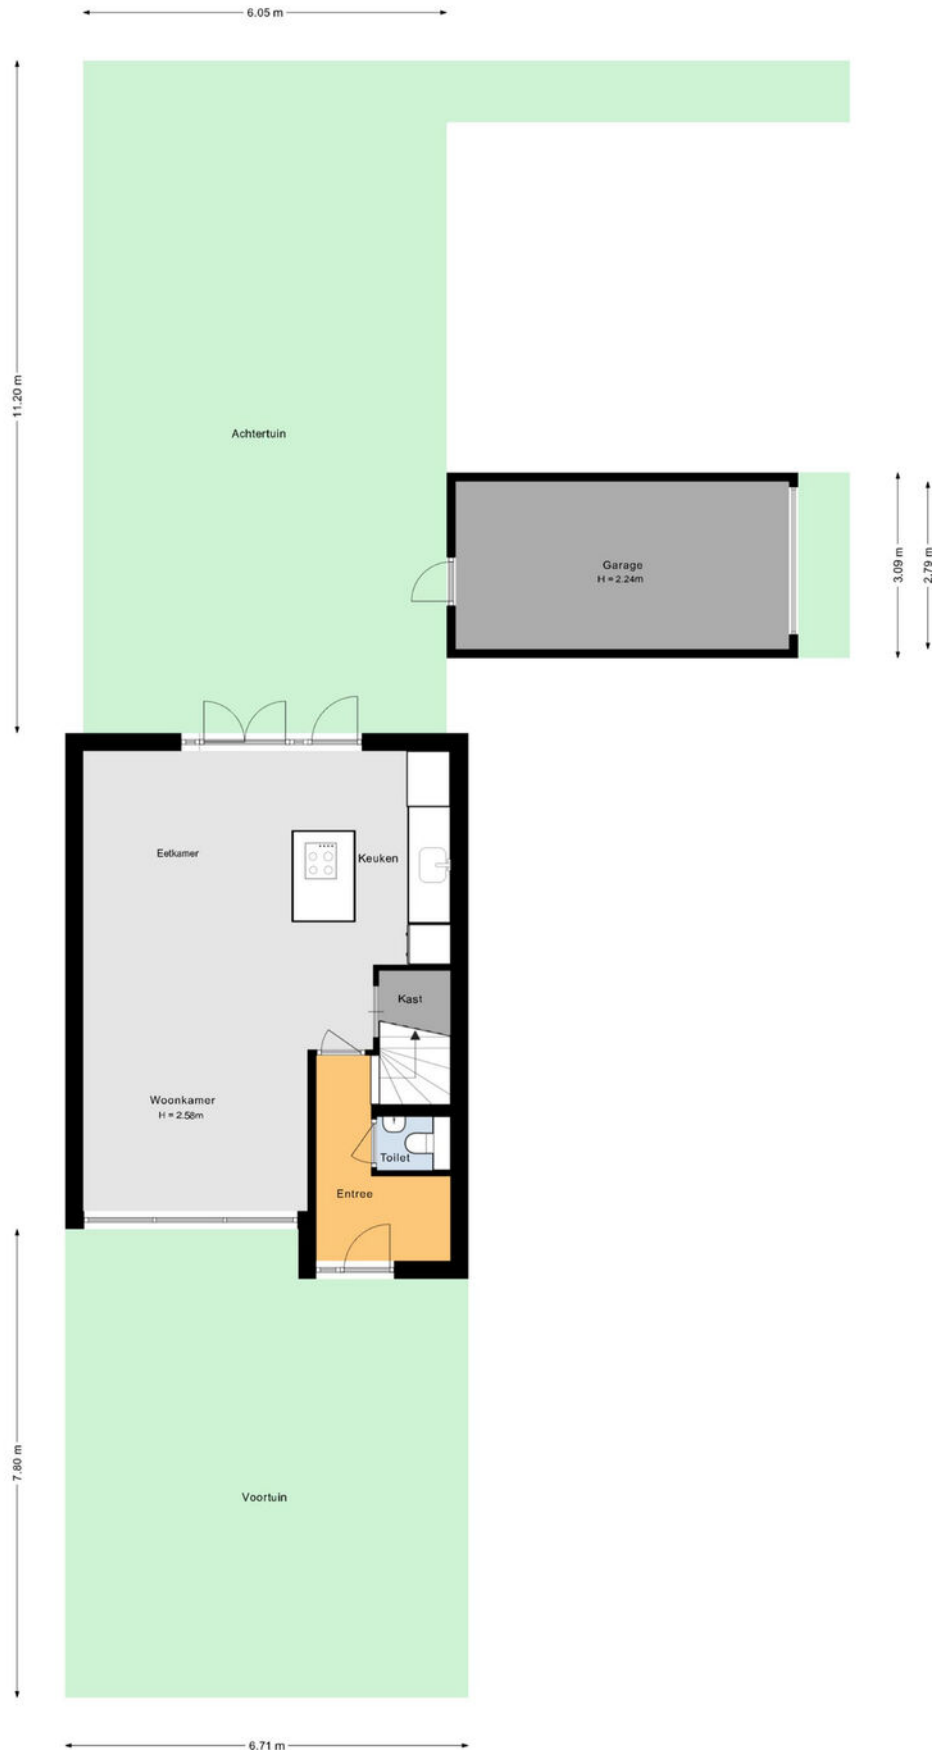 6.05 m
11.20 m
Achtertuin
Garage
H = 2.24m
3.09 m
2.79 m
Eetkamer
Keuken
Kast
Woonkamer
H = 2.58m
Toilet
Entree
7.80 m
Voortuin
6.71 m